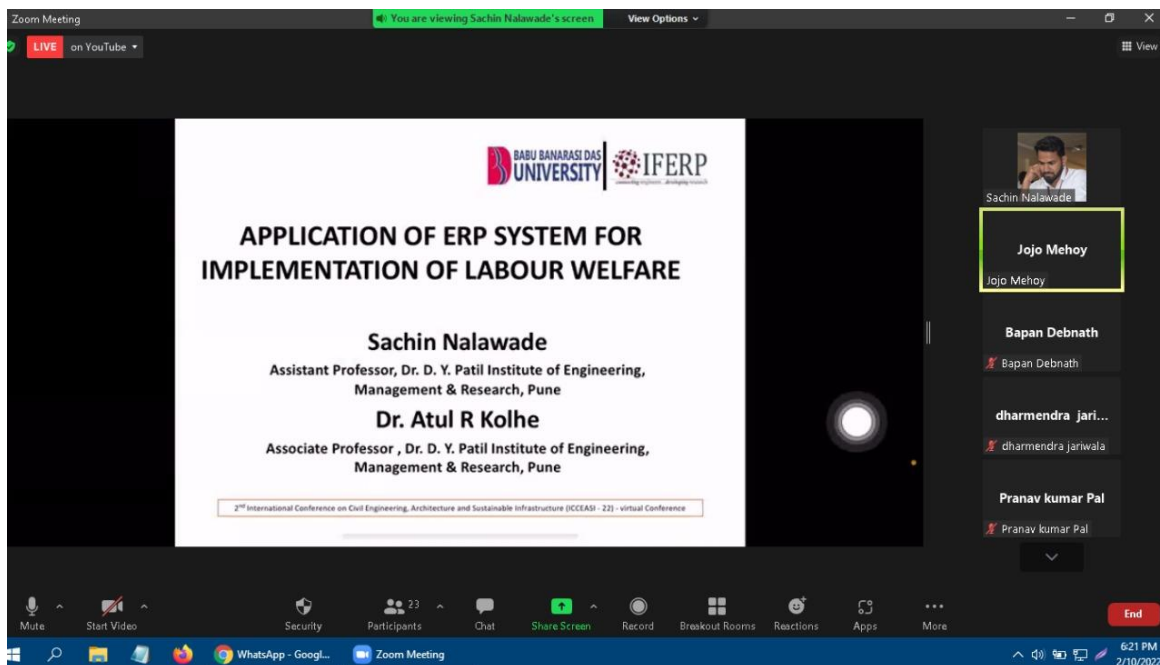 Zoom Meeting
You are viewing Sachin Nalawade's screen
View Options
LIVE on YouTube
View
BABU BANARASI DAS
UNIVERSITY
IFERP
APPLICATION OF ERP SYSTEM FOR
IMPLEMENTATION OF LABOUR WELFARE
Sachin Nalawade
Assistant Professor, Dr. D. Y. Patil Institute of Engineering,
Management & Research, Pune
Dr. Atul R Kolhe
Associate Professor , Dr. D. Y. Patil Institute of Engineering,
Management & Research, Pune
2nd International Conference on Civil Engineering, Architecture and Sustainable Infrastructure (ICCEASI - 22) - virtual Conference
Sachin Nalawade
Jojo Mehoy
Jojo Mehoy
Bapan Debnath
Bapan Debnath
dharmendra jari...
dharmendra jariwala
Pranav kumar Pal
Pranav kumar Pal
Mute
Start Video
Security
23
Participants
Chat
Share Screen
Record
Breakout Rooms
Reactions
Apps
More
End
WhatsApp - Googl...
Zoom Meeting
6:21 PM